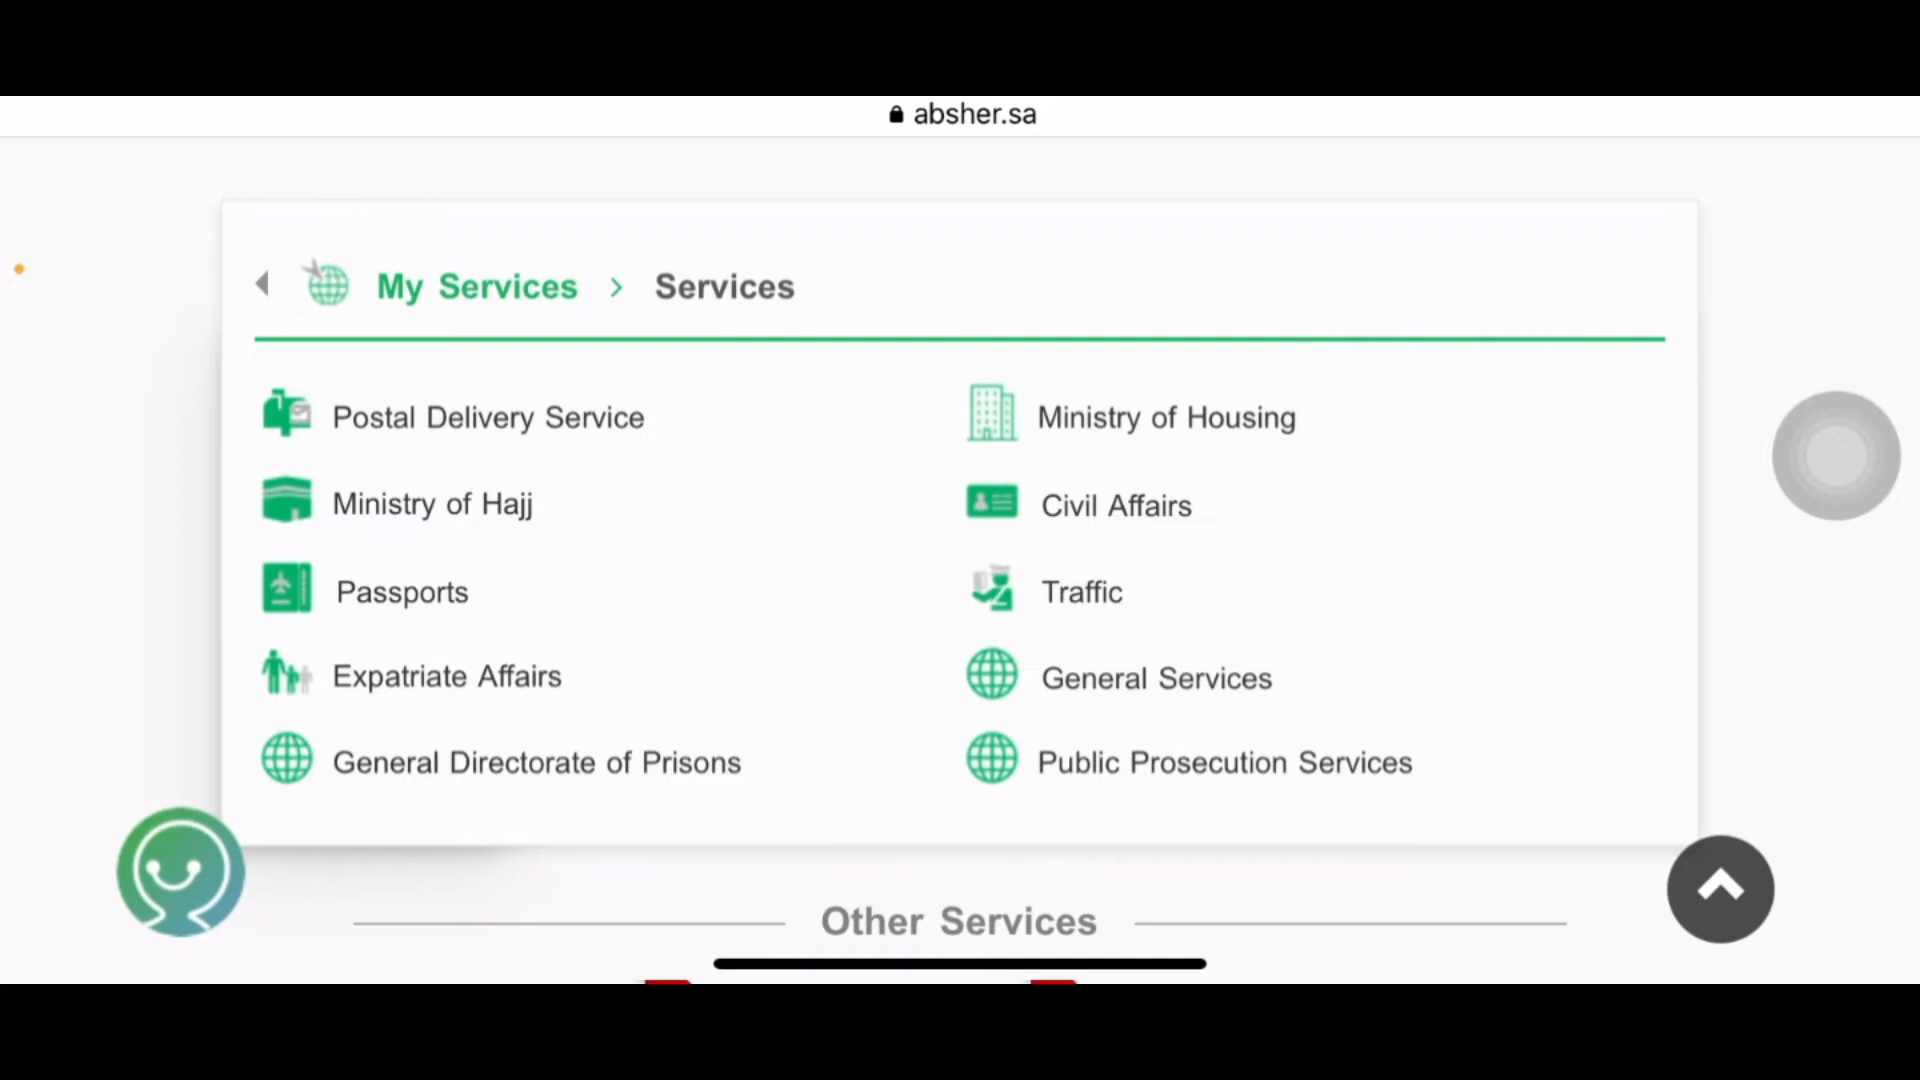 absher.sa
My Services > Services
Postal Delivery Service
Ministry of Housing
Ministry of Hajj
Civil Affairs
Passports
Traffic
Expatriate Affairs
General Services
General Directorate of Prisons
Public Prosecution Services
Other Services